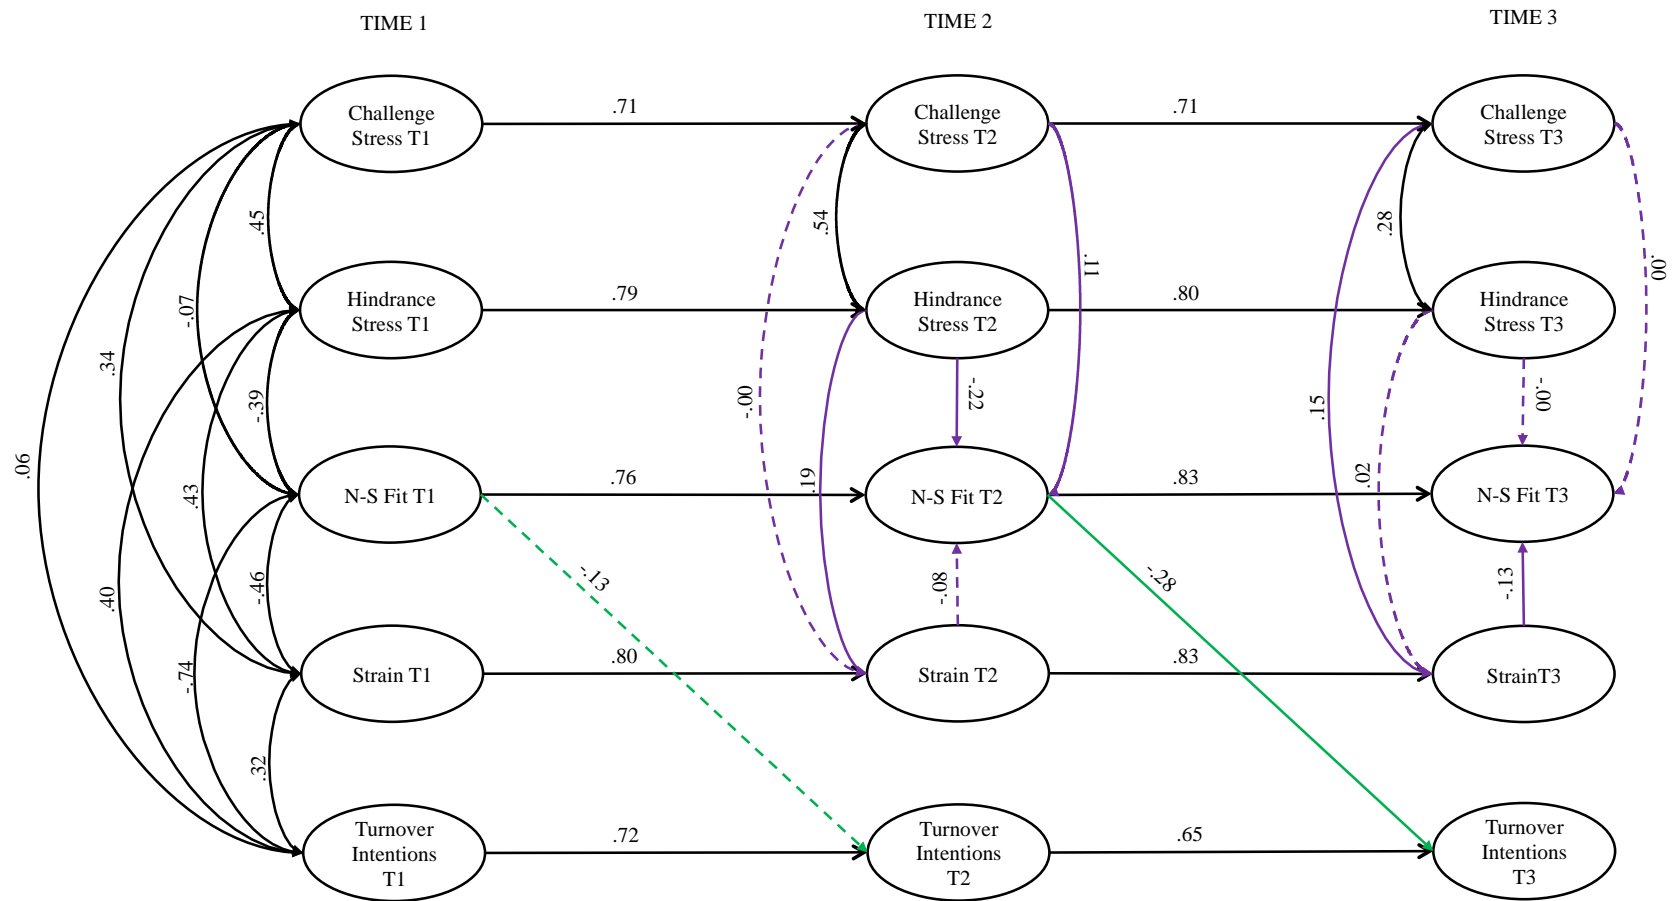 TIME 1
TIME 2
TIME 3
Challenge
Stress T1
.71
Challenge
Stress T2
.71
Challenge
Stress T3
.45
.54
.11
.28
.00
Hindrance
Stress T1
.79
Hindrance
Stress T2
.80
Hindrance
Stress T3
-.07
.34
-.39
-.00
-.22
.15
-.00
.06
.43
N-S Fit T1
.76
.19
N-S Fit T2
.83
.02
N-S Fit T3
.40
-.46
-.13
-.08
-.28
-.13
-.74
Strain T1
.80
Strain T2
.83
StrainT3
.32
Turnover
Intentions
T1
.72
Turnover
Intentions
T2
.65
Turnover
Intentions
T3